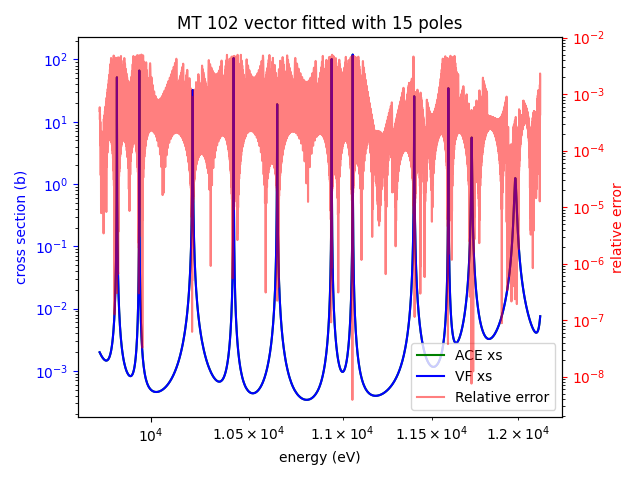 MT 102 vector fitted with 15 poles
cross section (b)
10²
10¹
10⁰
10⁻¹
10⁻²
10⁻³
10⁻²
10⁻³
10⁻⁴
10⁻⁵
10⁻⁶
10⁻⁷
10⁻⁸
relative error
ACE xs
VF xs
Relative error
10⁴ 1.05 × 10⁴ 1.1 × 10⁴ 1.15 × 10⁴ 1.2 × 10⁴
energy (eV)